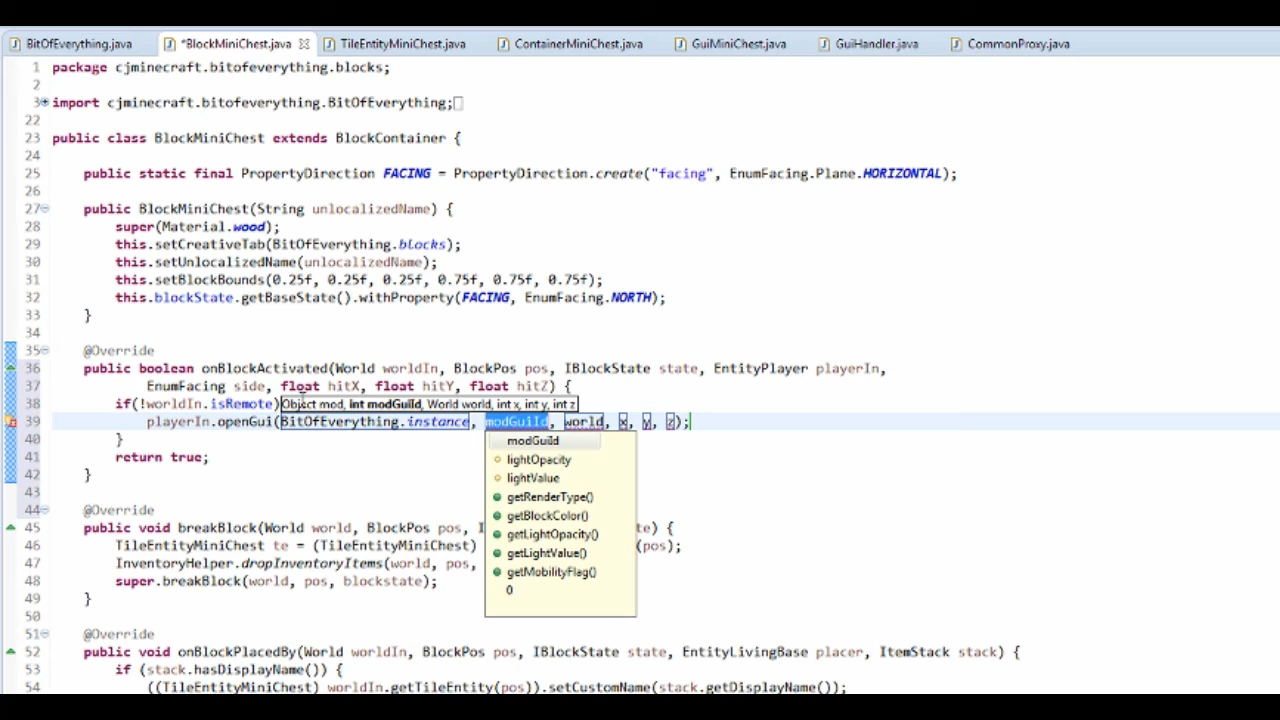 BitOfEverything.java *BlockMiniChest.java TileEntityMiniChest.java ContainerMiniChest.java GuiMiniChest.java GuiHandler.java CommonProxy.java
1 package cjminecraft.bitofeverything.blocks;
2
3 import cjminecraft.bitofeverything.BitOfEverything;
22
23 public class BlockMiniChest extends BlockContainer {
24
25 public static final PropertyDirection FACING = PropertyDirection.create("facing", EnumFacing.Plane.HORIZONTAL);
26
27 public BlockMiniChest(String unlocalizedName) {
28 super(Material.wood);
29 this.setCreativeTab(BitOfEverything.blocks);
30 this.setUnlocalizedName(unlocalizedName);
31 this.setBlockBounds(0.25f, 0.25f, 0.25f, 0.75f, 0.75f, 0.75f);
32 this.blockState.getBaseState().withProperty(FACING, EnumFacing.NORTH);
33 }
34
35 @Override
36 public boolean onBlockActivated(World worldIn, BlockPos pos, IBlockState state, EntityPlayer playerIn,
37 EnumFacing side, float hitX, float hitY, float hitZ) {
38 if(!worldIn.isRemote) Object mod, int modGuiId, World world, int x, int y, int z
39 playerIn.openGui(BitOfEverything.instance, modGuiId, world, x, y, z);
40 }
modGuiId
41 return true;
lightOpacity
42 }
lightValue
43
getRenderType()
44 @Override
getBlockColor()
45 public void breakBlock(World world, BlockPos pos, I te) {
getLightOpacity()
46 TileEntityMiniChest te = (TileEntityMiniChest) (pos);
getLightValue()
47 InventoryHelper.dropInventoryItems(world, pos,
getMobilityFlag()
48 super.breakBlock(world, pos, blockstate);
0
49 }
50
51 @Override
52 public void onBlockPlacedBy(World worldIn, BlockPos pos, IBlockState state, EntityLivingBase placer, ItemStack stack) {
53 if (stack.hasDisplayName()) {
54 ((TileEntityMiniChest) worldIn.getTileEntity(pos)).setCustomName(stack.getDisplayName());